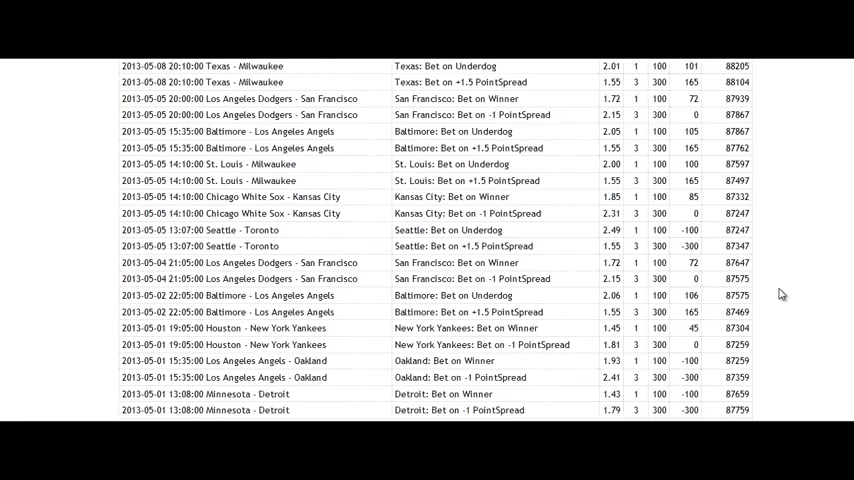 2013-05-08 20:10:00 Texas - Milwaukee Texas: Bet on Underdog 2.01 1 100 101 88205
2013-05-08 20:10:00 Texas - Milwaukee Texas: Bet on +1.5 PointSpread 1.55 3 300 165 88104
2013-05-05 20:00:00 Los Angeles Dodgers - San Francisco San Francisco: Bet on Winner 1.72 1 100 72 87939
2013-05-05 20:00:00 Los Angeles Dodgers - San Francisco San Francisco: Bet on -1 PointSpread 2.15 3 300 0 87867
2013-05-05 15:35:00 Baltimore - Los Angeles Angels Baltimore: Bet on Underdog 2.05 1 100 105 87867
2013-05-05 15:35:00 Baltimore - Los Angeles Angels Baltimore: Bet on +1.5 PointSpread 1.55 3 300 165 87762
2013-05-05 14:10:00 St. Louis - Milwaukee St. Louis: Bet on Underdog 2.00 1 100 100 87597
2013-05-05 14:10:00 St. Louis - Milwaukee St. Louis: Bet on +1.5 PointSpread 1.55 3 300 165 87497
2013-05-05 14:10:00 Chicago White Sox - Kansas City Kansas City: Bet on Winner 1.85 1 100 85 87332
2013-05-05 14:10:00 Chicago White Sox - Kansas City Kansas City: Bet on -1 PointSpread 2.31 3 300 0 87247
2013-05-05 13:07:00 Seattle - Toronto Seattle: Bet on Underdog 2.49 1 100 -100 87247
2013-05-05 13:07:00 Seattle - Toronto Seattle: Bet on +1.5 PointSpread 1.55 3 300 -300 87347
2013-05-04 21:05:00 Los Angeles Dodgers - San Francisco San Francisco: Bet on Winner 1.72 1 100 72 87647
2013-05-04 21:05:00 Los Angeles Dodgers - San Francisco San Francisco: Bet on -1 PointSpread 2.15 3 300 0 87575
2013-05-02 22:05:00 Baltimore - Los Angeles Angels Baltimore: Bet on Underdog 2.06 1 100 106 87575
2013-05-02 22:05:00 Baltimore - Los Angeles Angels Baltimore: Bet on +1.5 PointSpread 1.55 3 300 165 87469
2013-05-01 19:05:00 Houston - New York Yankees New York Yankees: Bet on Winner 1.45 1 100 45 87304
2013-05-01 19:05:00 Houston - New York Yankees New York Yankees: Bet on -1 PointSpread 1.81 3 300 0 87259
2013-05-01 15:35:00 Los Angeles Angels - Oakland Oakland: Bet on Winner 1.93 1 100 -100 87259
2013-05-01 15:35:00 Los Angeles Angels - Oakland Oakland: Bet on -1 PointSpread 2.41 3 300 -300 87359
2013-05-01 13:08:00 Minnesota - Detroit Detroit: Bet on Winner 1.43 1 100 -100 87659
2013-05-01 13:08:00 Minnesota - Detroit Detroit: Bet on -1 PointSpread 1.79 3 300 -300 87759